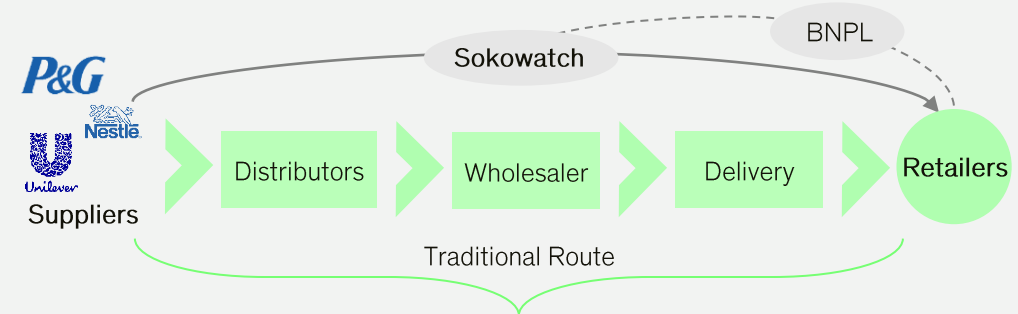 BNPL
Sokowatch
P&G
Nestlé
Unilever
Suppliers
Distributors
Wholesaler
Delivery
Retailers
Traditional Route